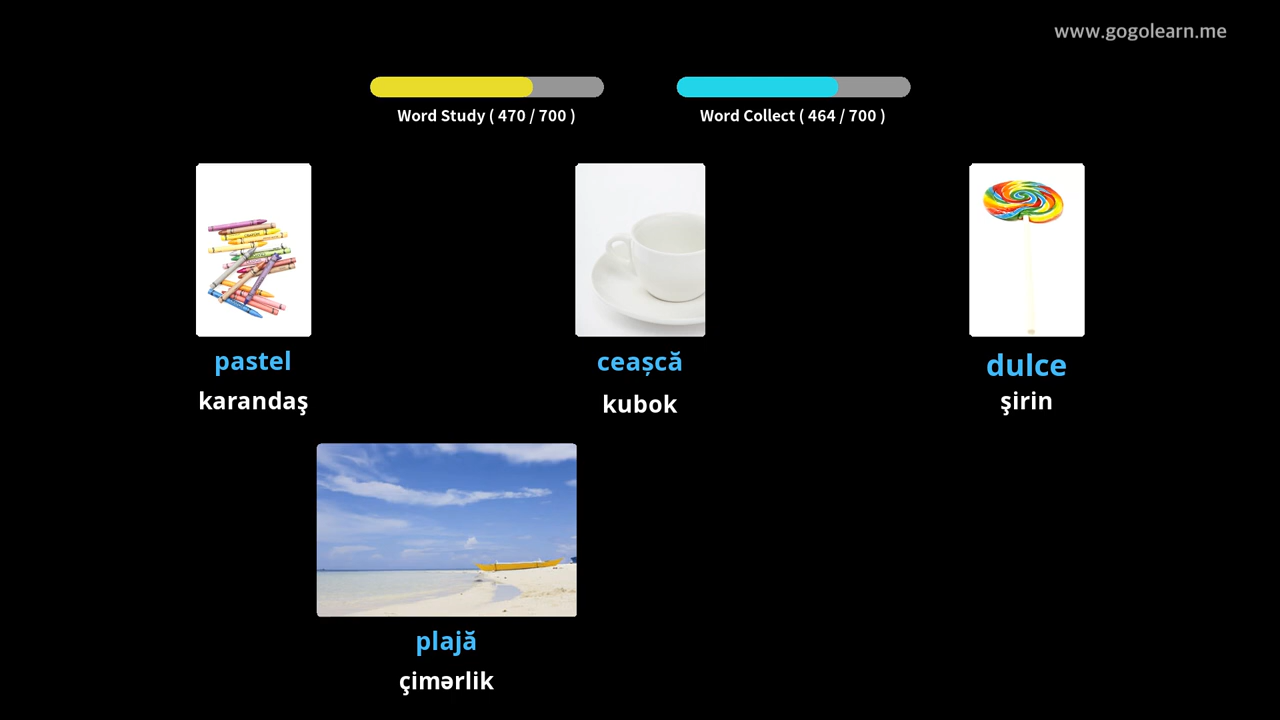 www.gogolearn.me
Word Study ( 470 / 700 )
Word Collect ( 464 / 700 )
pastel
karandaş
ceașcă
kubok
dulce
şirin
plajă
çimərlik